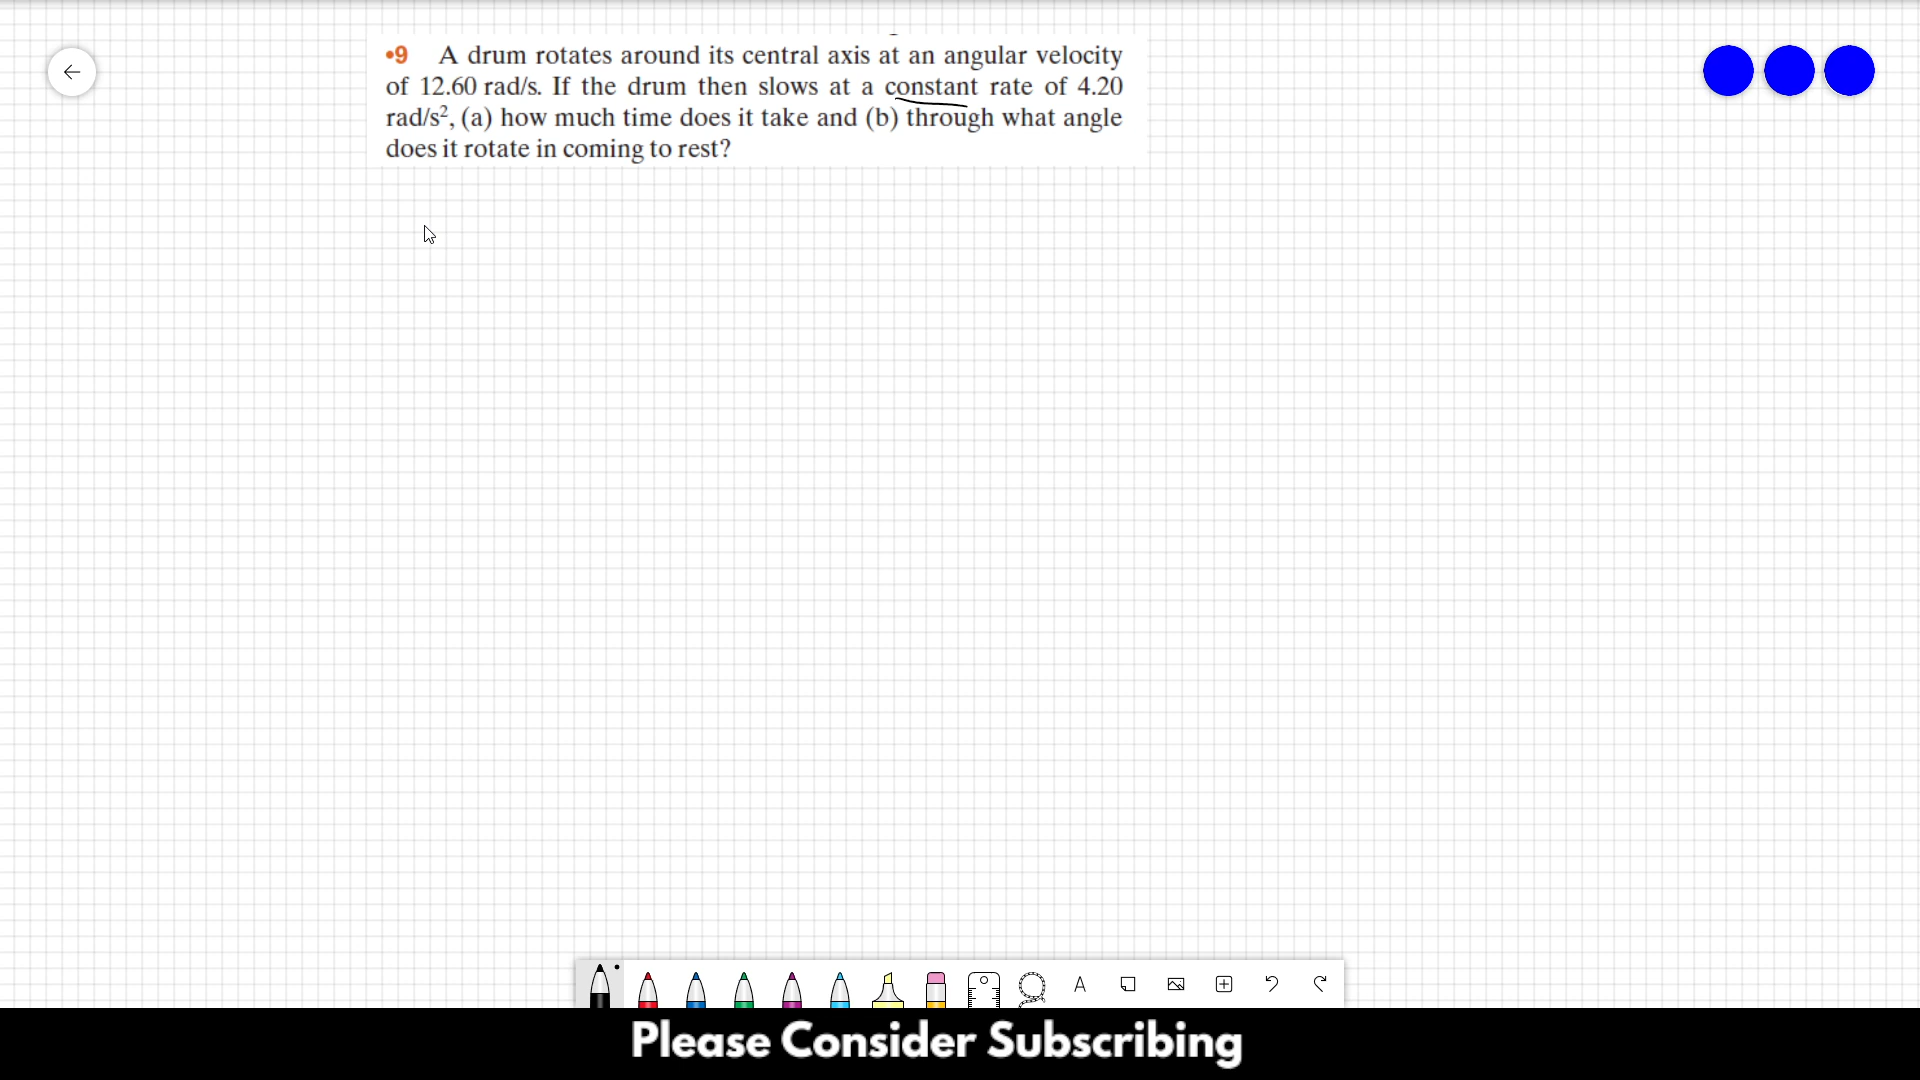 •9 A drum rotates around its central axis at an angular velocity
of 12.60 rad/s. If the drum then slows at a constant rate of 4.20
rad/s², (a) how much time does it take and (b) through what angle
does it rotate in coming to rest?
A
Please Consider Subscribing